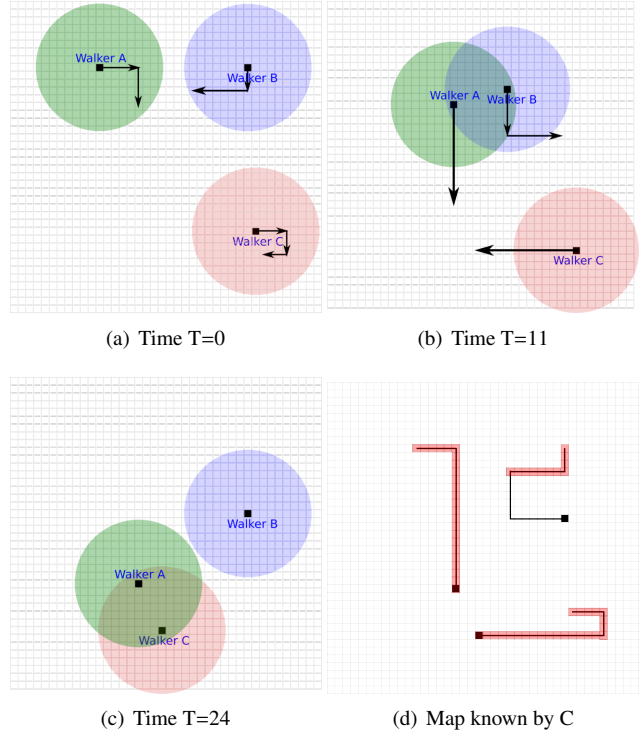 Walker A
Walker B
Walker C
(a) Time T=0
Walker A
Walker B
Walker C
(b) Time T=11
Walker B
Walker A
Walker C
(c) Time T=24
(d) Map known by C